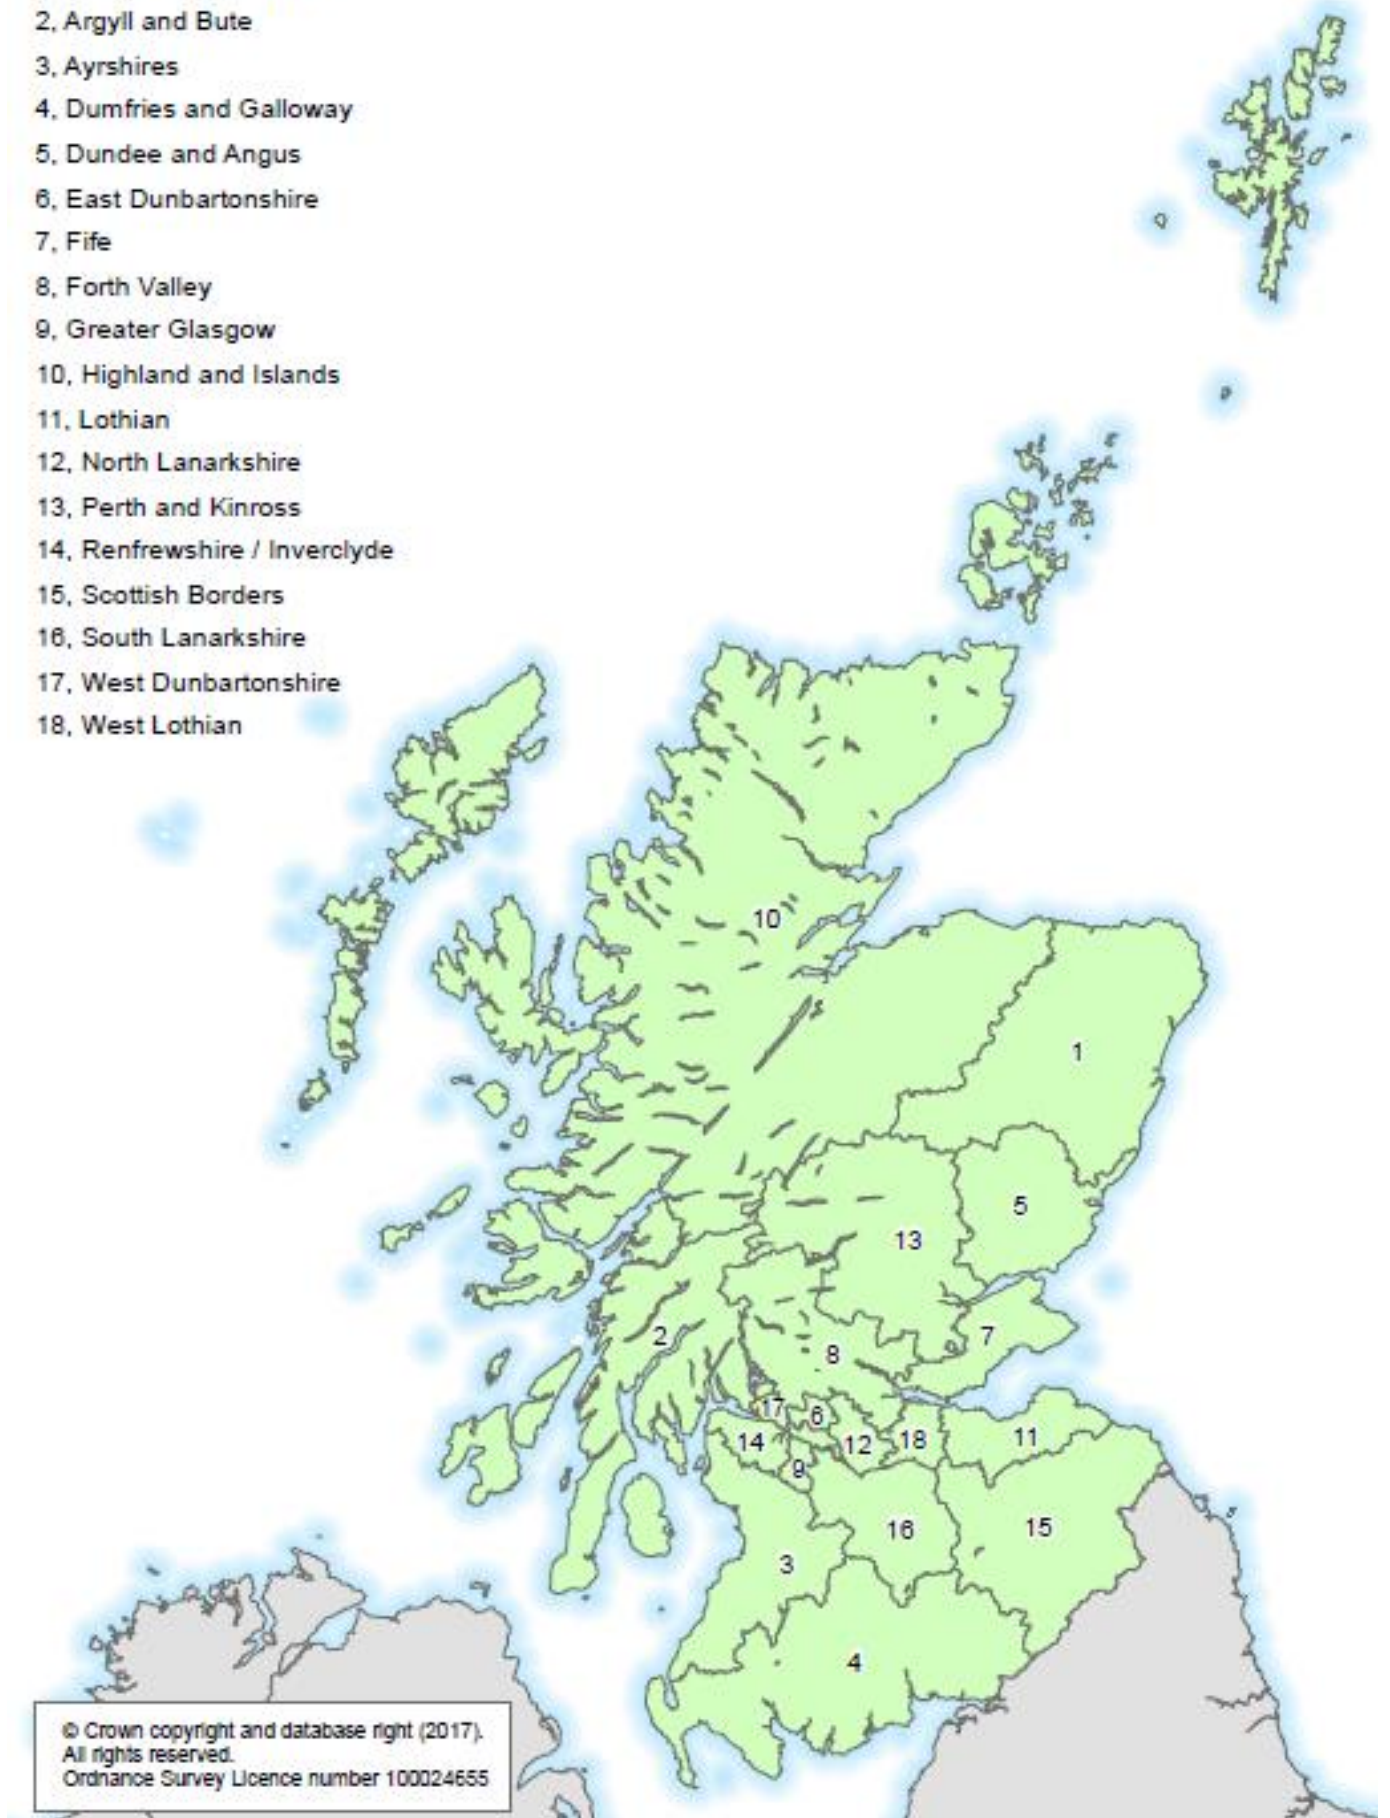 2, Argyll and Bute
3, Ayrshires
4, Dumfries and Galloway
5, Dundee and Angus
6, East Dunbartonshire
7, Fife
8, Forth Valley
9, Greater Glasgow
10, Highland and Islands
11, Lothian
12, North Lanarkshire
13, Perth and Kinross
14, Renfrewshire / Inverclyde
15, Scottish Borders
16, South Lanarkshire
17, West Dunbartonshire
18, West Lothian
10
1
5
13
2
7
8
17
6
14
12
18
11
9
16
15
3
4
© Crown copyright and database right (2017).
All rights reserved.
Ordnance Survey Licence number 100024655